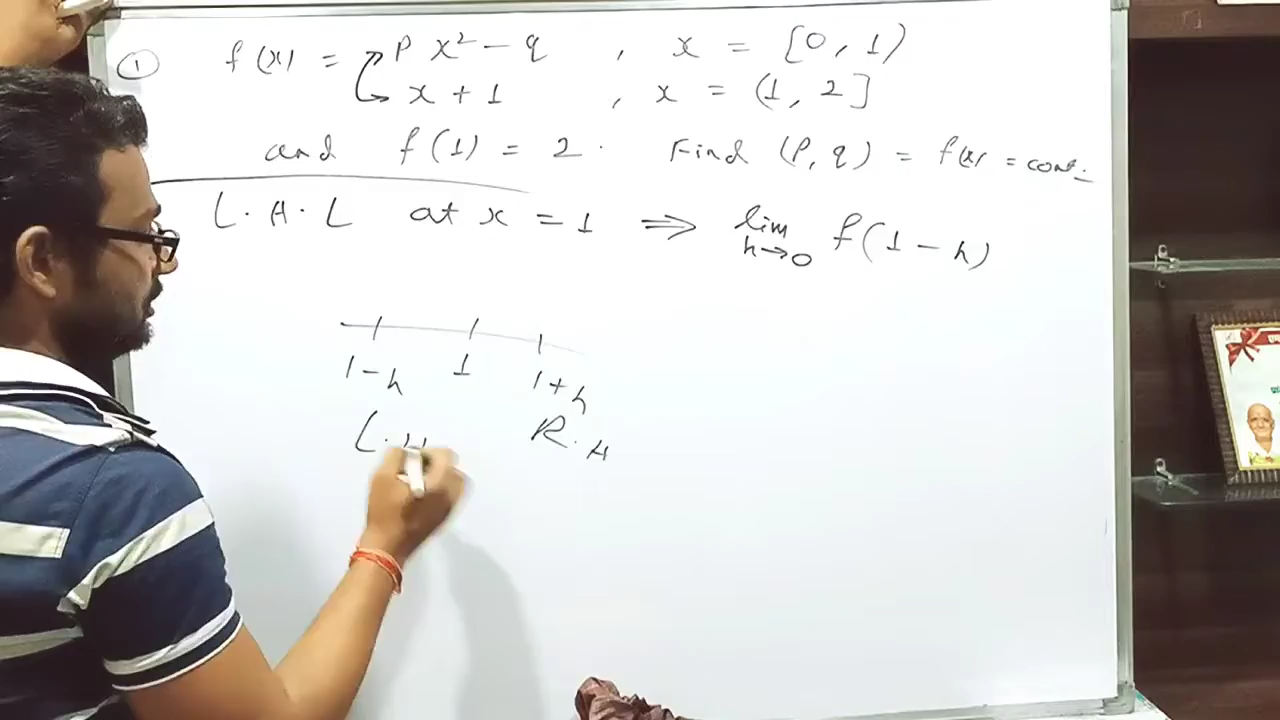 ① f(x) = p x² - q , x = [0, 1)
x + 1 , x = (1, 2]
and f(1) = 2. Find (p, q) = f(x) = cont.
L.H.L at x = 1 ⇒ lim h→0 f(1-h)
1-h 1 1+h
L.H R.H